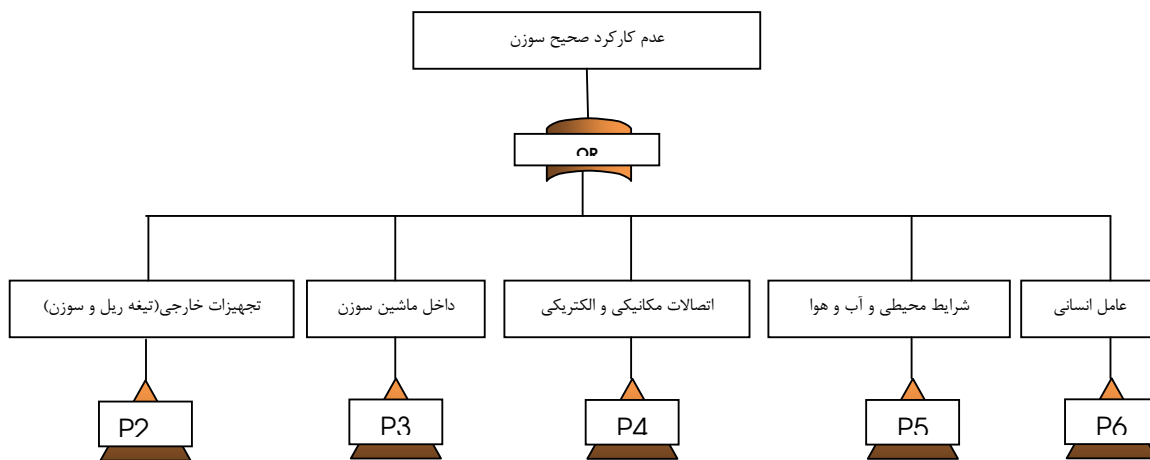 عدم کارکرد صحیح سوزن
OR
تجهیزات خارجی(تیغه ریل و سوزن)
داخل ماشین سوزن
اتصالات مکانیکی و الکتریکی
شرایط محیطی و آب و هوا
عامل انسانی
P2
P3
P4
P5
P6